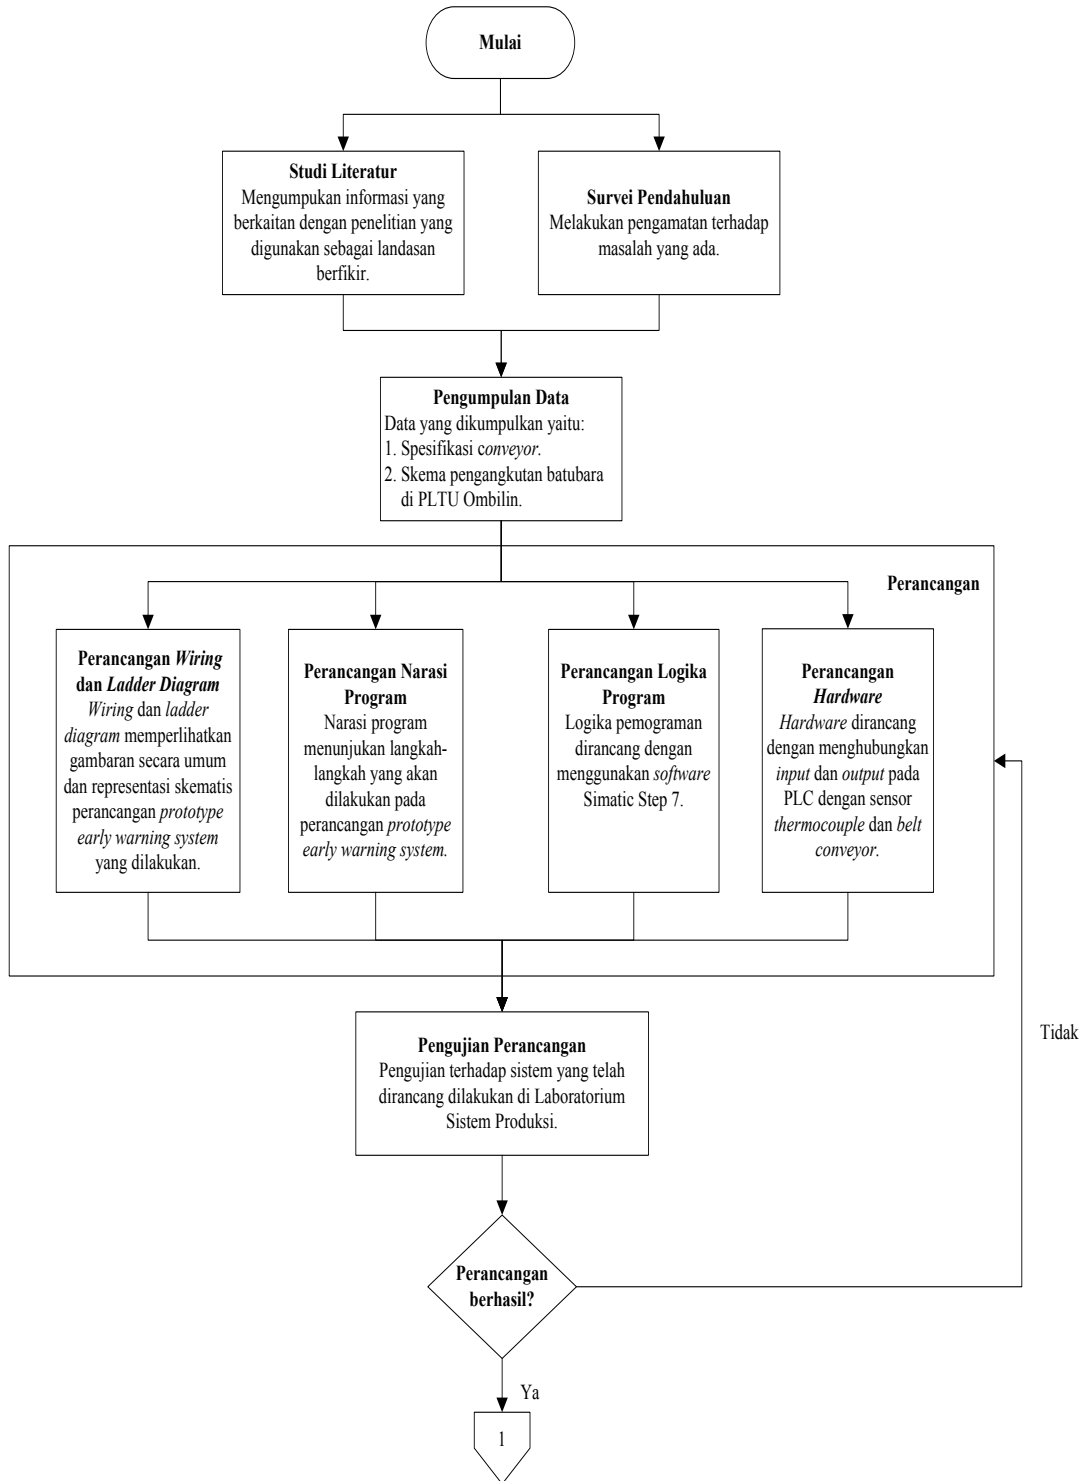 Mulai
Studi Literatur
Mengumpukan informasi yang
berkaitan dengan penelitian yang
digunakan sebagai landasan
berfikir.
Survei Pendahuluan
Melakukan pengamatan terhadap
masalah yang ada.
Pengumpulan Data
Data yang dikumpulkan yaitu:
1. Spesifikasi conveyor.
2. Skema pengangkutan batubara
di PLTU Ombilin.
Perancangan
Perancangan Wiring
dan Ladder Diagram
Wiring dan ladder
diagram memperlihatkan
gambaran secara umum
dan representasi skematis
perancangan prototype
early warning system
yang dilakukan.
Perancangan Narasi
Program
Narasi program
menunjukan langkah-
langkah yang akan
dilakukan pada
perancangan prototype
early warning system.
Perancangan Logika
Program
Logika pemograman
dirancang dengan
menggunakan software
Simatic Step 7.
Perancangan
Hardware
Hardware dirancang
dengan menghubungkan
input dan output pada
PLC dengan sensor
thermocouple dan belt
conveyor.
Pengujian Perancangan
Pengujian terhadap sistem yang telah
dirancang dilakukan di Laboratorium
Sistem Produksi.
Tidak
Perancangan
berhasil?
Ya
1